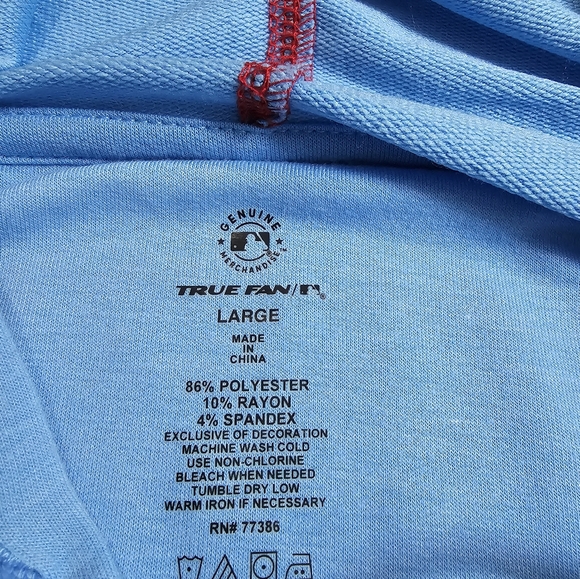 GENUINE
MERCHANDISE
TRUE FAN/
LARGE
MADE
IN
CHINA
86% POLYESTER
10% RAYON
4% SPANDEX
EXCLUSIVE OF DECORATION
MACHINE WASH COLD
USE NON-CHLORINE
BLEACH WHEN NEEDED
TUMBLE DRY LOW
WARM IRON IF NECESSARY
RN# 77386